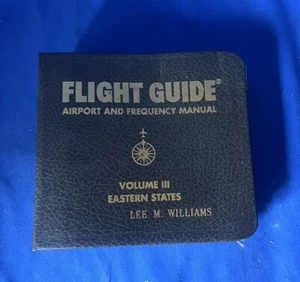 FLIGHT GUIDE®
AIRPORT AND FREQUENCY MANUAL
VOLUME III
EASTERN STATES
LEE M. WILLIAMS